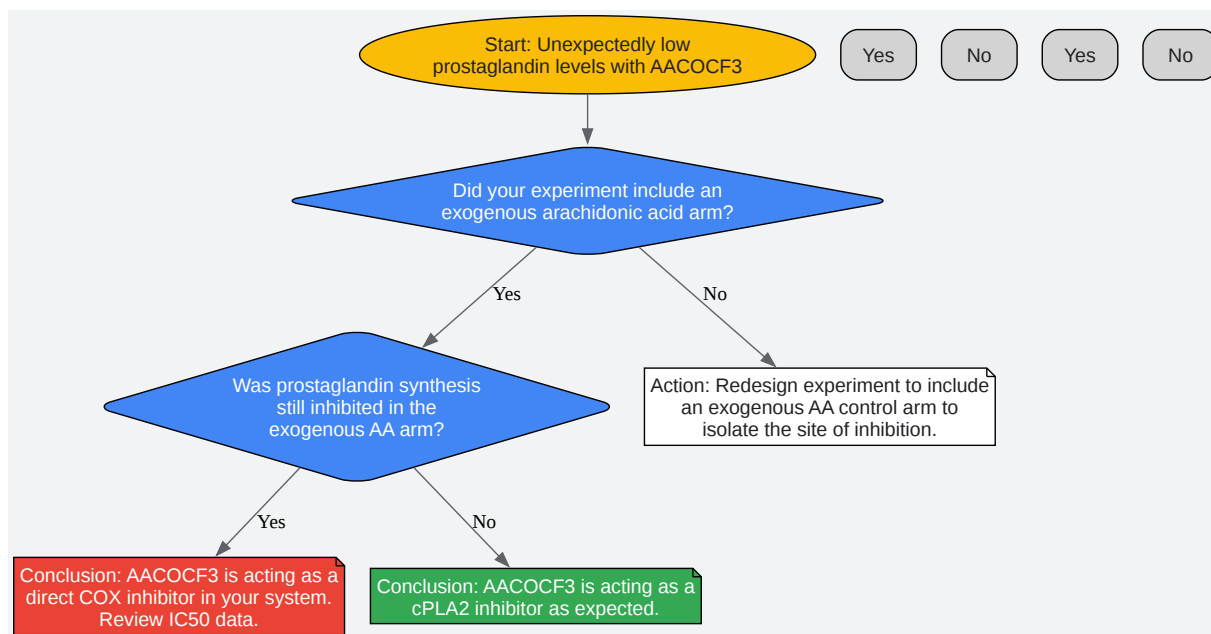 Start: Unexpectedly low
prostaglandin levels with AACOCF3
Yes
No
Yes
No
Did your experiment include an
exogenous arachidonic acid arm?
Yes
No
Was prostaglandin synthesis
still inhibited in the
exogenous AA arm?
Action: Redesign experiment to include
an exogenous AA control arm to
isolate the site of inhibition.
Yes
No
Conclusion: AACOCF3 is acting as a
direct COX inhibitor in your system.
Review IC50 data.
Conclusion: AACOCF3 is acting as a
cPLA2 inhibitor as expected.